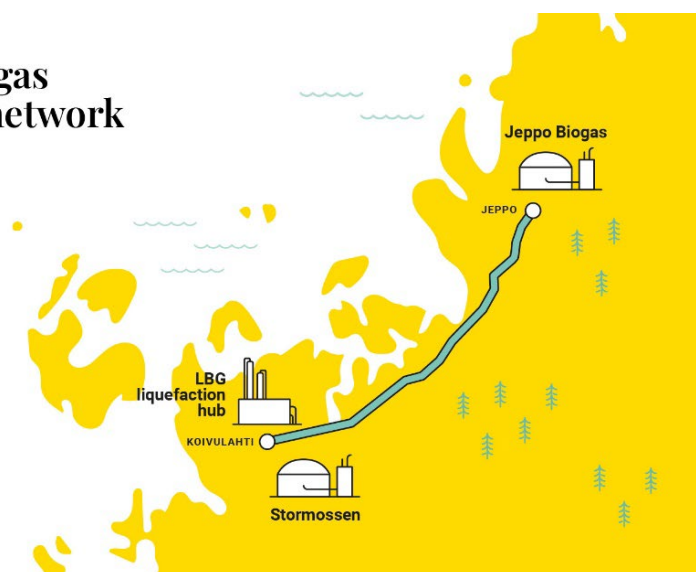 gas
network
Jeppo Biogas
JEPPO
LBG
liquefaction
hub
KOIVULAHTI
Stormossen